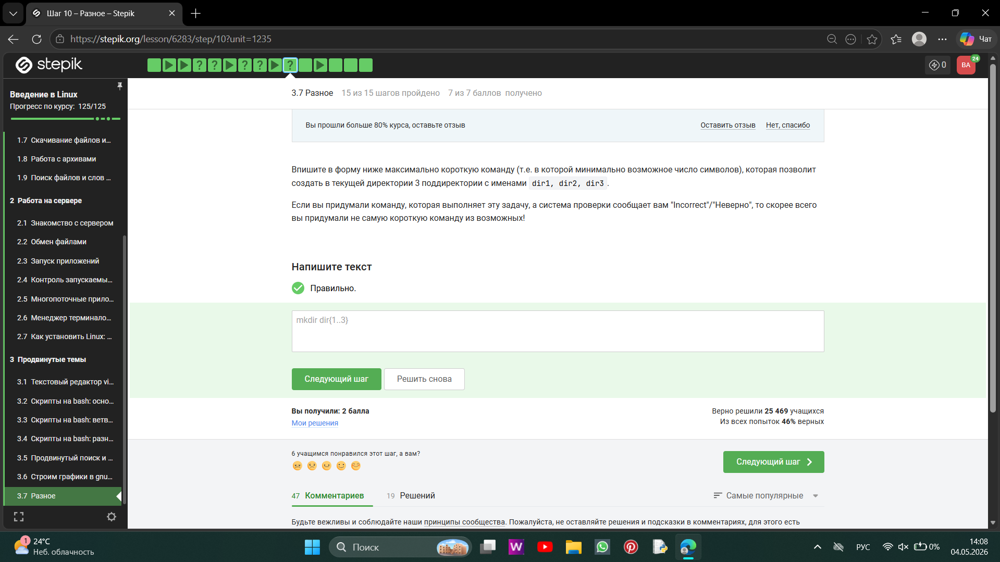 Шаг 10 – Разное – Stepik
https://stepik.org/lesson/6283/step/10?unit=1235
Чат
stepik
0
ВА
24
Введение в Linux
Прогресс по курсу: 125/125
1.7 Скачивание файлов и...
1.8 Работа с архивами
1.9 Поиск файлов и слов ...
2 Работа на сервере
2.1 Знакомство с сервером
2.2 Обмен файлами
2.3 Запуск приложений
2.4 Контроль запускаемы...
2.5 Многопоточные прило...
2.6 Менеджер терминало...
2.7 Как установить Linux: ...
3 Продвинутые темы
3.1 Текстовый редактор vi...
3.2 Скрипты на bash: осно...
3.3 Скрипты на bash: ветв...
3.4 Скрипты на bash: разн...
3.5 Продвинутый поиск и ...
3.6 Строим графики в gnu...
3.7 Разное
3.7 Разное 15 из 15 шагов пройдено 7 из 7 баллов получено
Вы прошли больше 80% курса, оставьте отзыв
Оставить отзыв Нет, спасибо
Впишите в форму ниже максимально короткую команду (т.е. в которой минимально возможное число символов), которая позволит
создать в текущей директории 3 поддиректории с именами dir1, dir2, dir3.
Если вы придумали команду, которая выполняет эту задачу, а система проверки сообщает вам "Incorrect"/"Неверно", то скорее всего
вы придумали не самую короткую команду из возможных!
Напишите текст
Правильно.
mkdir dir{1..3}
Следующий шаг
Решить снова
Вы получили: 2 балла
Мои решения
Верно решили 25 469 учащихся
Из всех попыток 46% верных
6 учащимся понравился этот шаг, а вам?
Следующий шаг
47 Комментариев
19 Решений
Самые популярные
Будьте вежливы и соблюдайте наши принципы сообщества. Пожалуйста, не оставляйте решения и подсказки в комментариях, для этого есть
1
24°C
Неб. облачность
Поиск
W
РУС
0%
14:08
04.05.2026